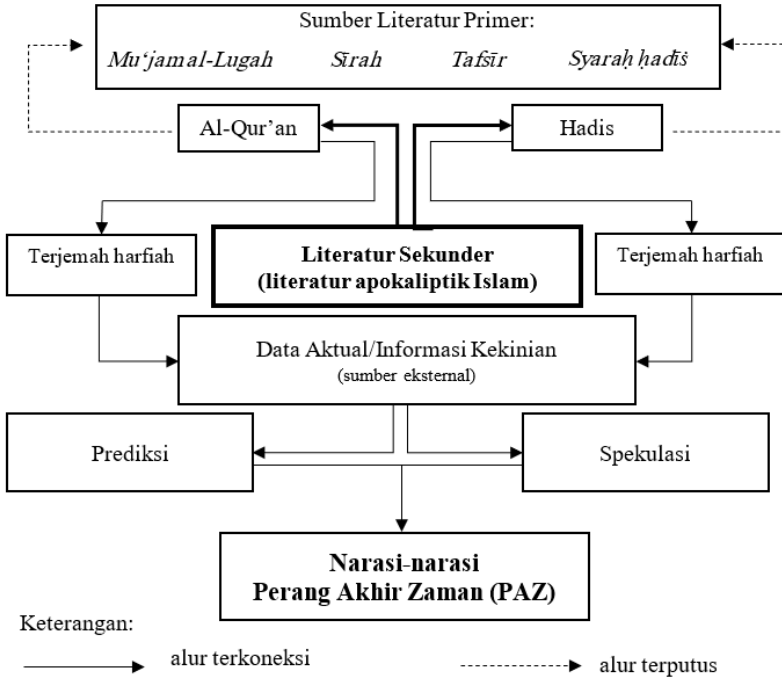 Sumber Literatur Primer:
Mu‘jam al-Lugah Sīrah Tafsīr Syaraḥ ḥadīṡ
Al-Qur’an
Hadis
Terjemah harfiah
Literatur Sekunder
(literatur apokaliptik Islam)
Terjemah harfiah
Data Aktual/Informasi Kekinian
(sumber eksternal)
Prediksi
Spekulasi
Narasi-narasi
Perang Akhir Zaman (PAZ)
Keterangan:
alur terkoneksi
alur terputus